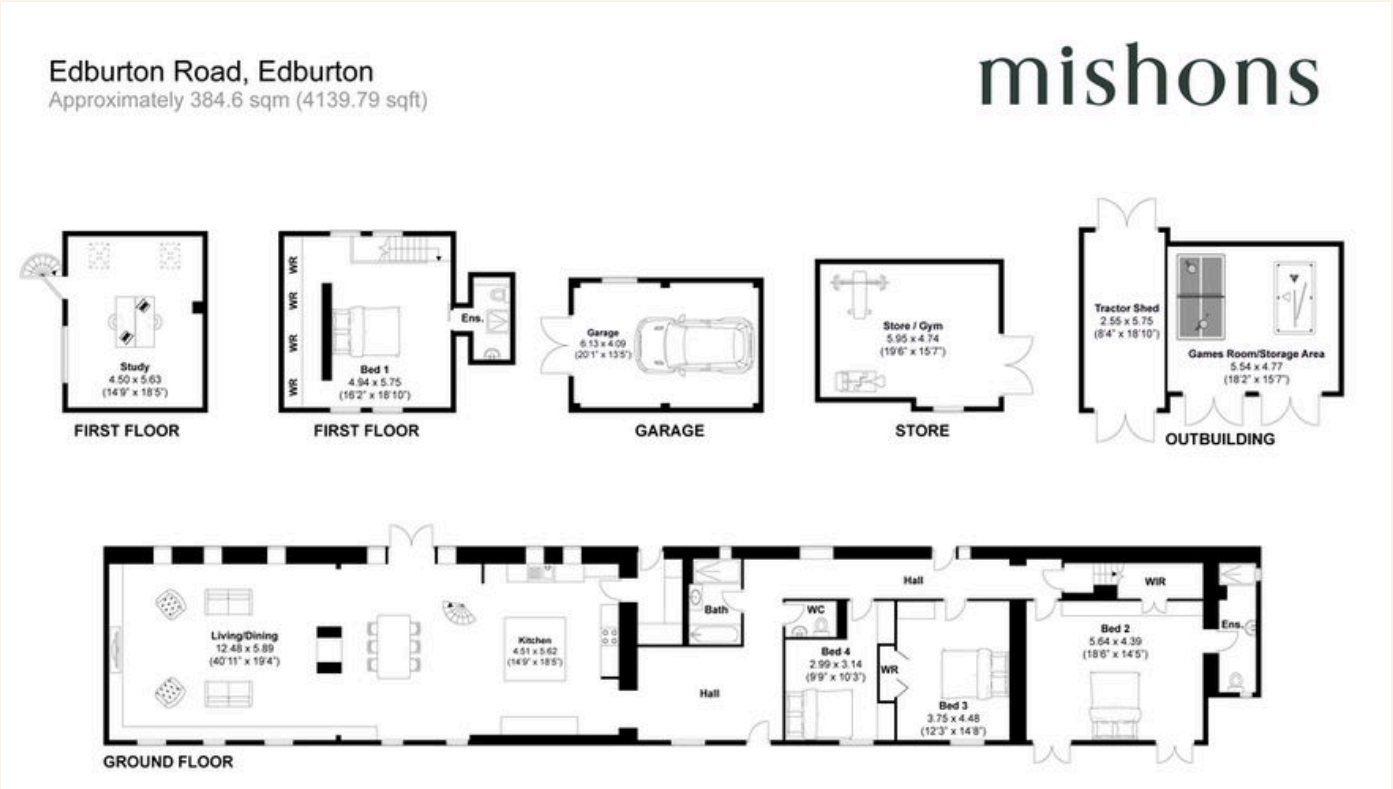 Edburton Road, Edburton
Approximately 384.6 sqm (4139.79 sqft)
mishons
Study
4.50 x 5.63
(14'9" x 18'5")
FIRST FLOOR
WR
WR
WR
WR
Bed 1
4.94 x 5.75
(16'2" x 18'10")
Ens.
FIRST FLOOR
Garage
6.13 x 4.09
(20'1" x 13'5")
GARAGE
Store / Gym
5.95 x 4.74
(19'6" x 15'7")
STORE
Tractor Shed
2.55 x 5.75
(8'4" x 18'10")
Games Room/Storage Area
5.54 x 4.77
(18'2" x 15'7")
OUTBUILDING
Living/Dining
12.48 x 5.89
(40'11" x 19'4")
Kitchen
4.51 x 5.62
(14'9" x 18'5")
Bath
Hall
Hall
WC
Bed 4
2.99 x 3.14
(9'9" x 10'3")
WR
Bed 3
3.75 x 4.48
(12'3" x 14'8")
WIR
Bed 2
5.64 x 4.39
(18'6" x 14'5")
Ens.
GROUND FLOOR